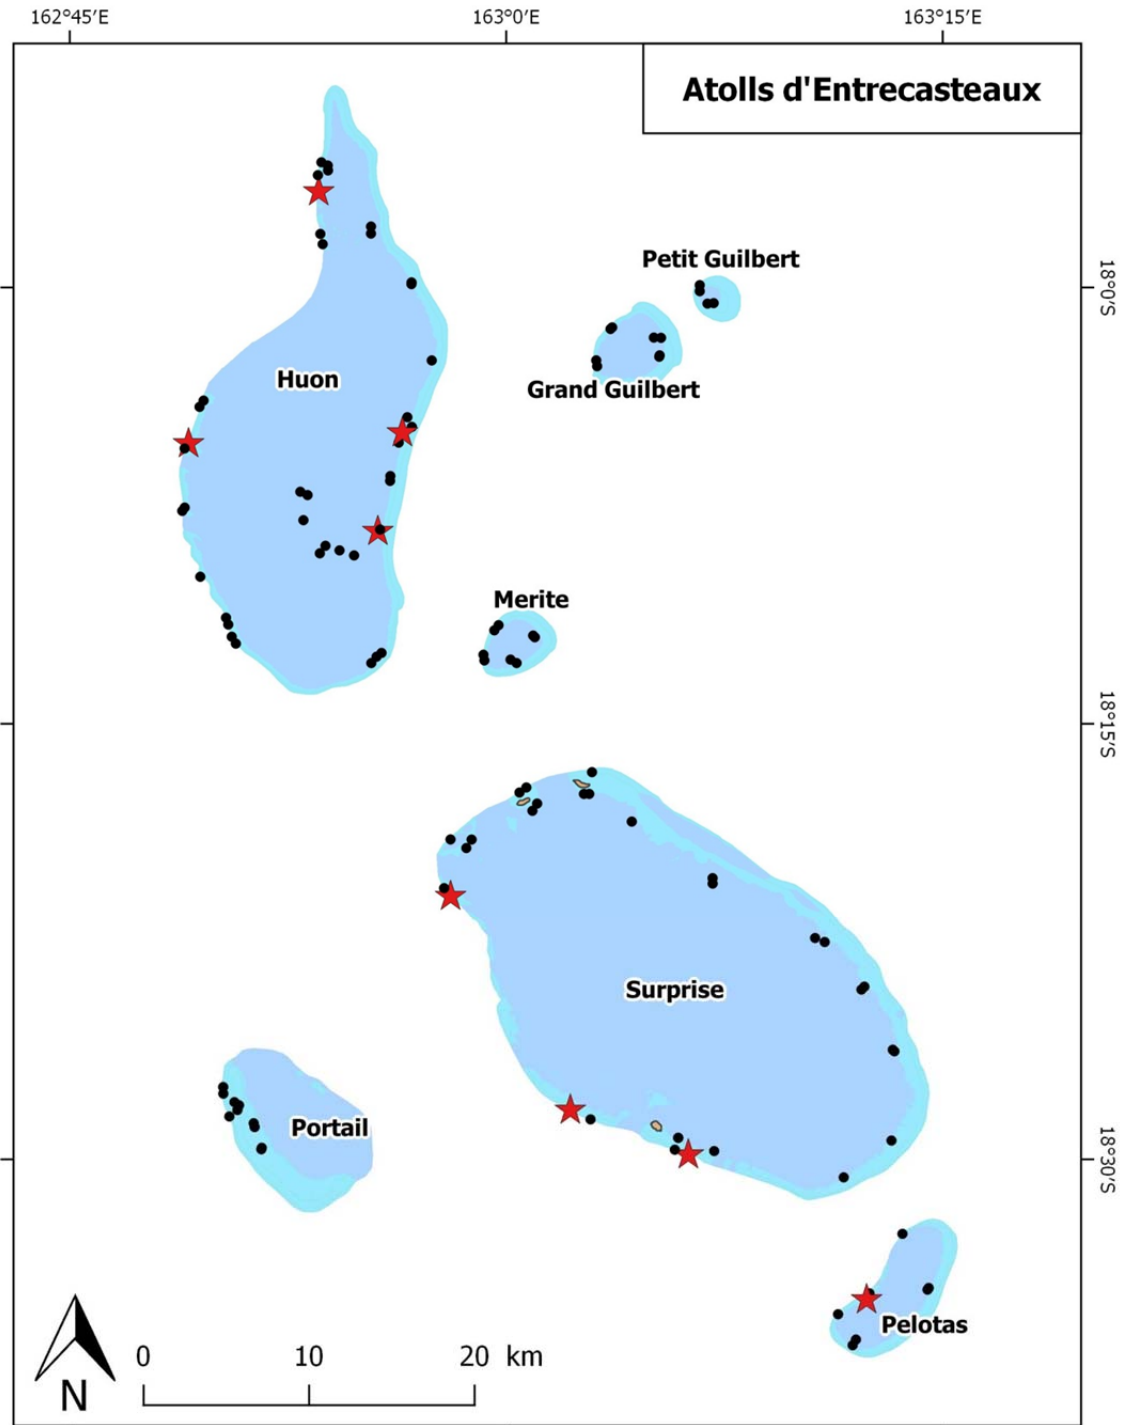 162°45′E
163°0′E
163°15′E
Atolls d'Entrecasteaux
Petit Guilbert
18°0′S
Huon
Grand Guilbert
Merite
18°15′S
Surprise
Portail
18°30′S
Pelotas
0 10 20 km
N